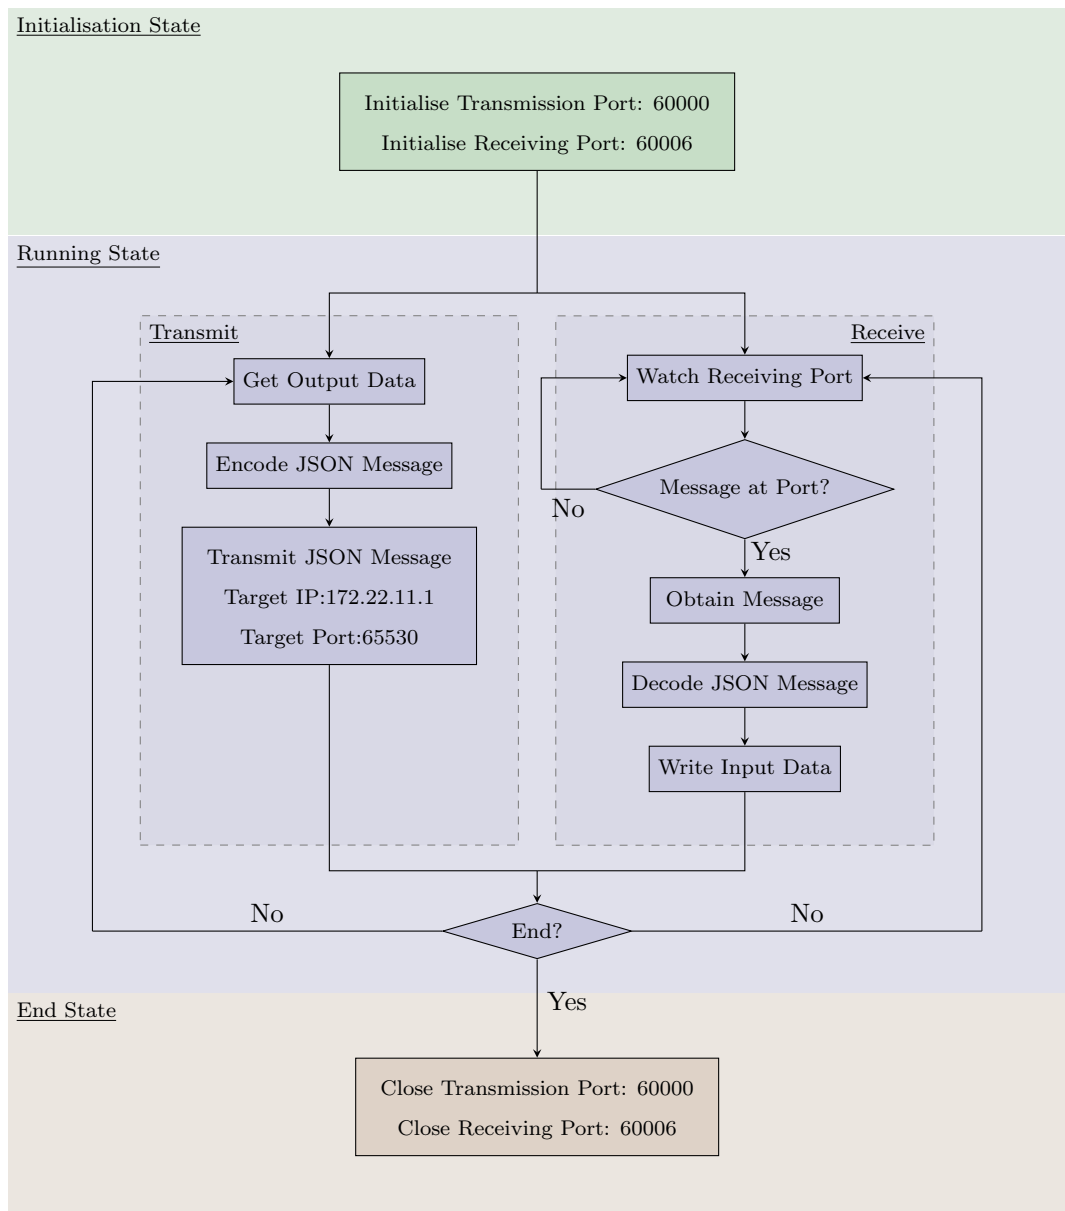 Initialisation State
Initialise Transmission Port: 60000
Initialise Receiving Port: 60006
Running State
Transmit
Get Output Data
Encode JSON Message
Transmit JSON Message
Target IP:172.22.11.1
Target Port:65530
Receive
Watch Receiving Port
Message at Port?
No
Yes
Obtain Message
Decode JSON Message
Write Input Data
No
End?
No
Yes
End State
Close Transmission Port: 60000
Close Receiving Port: 60006